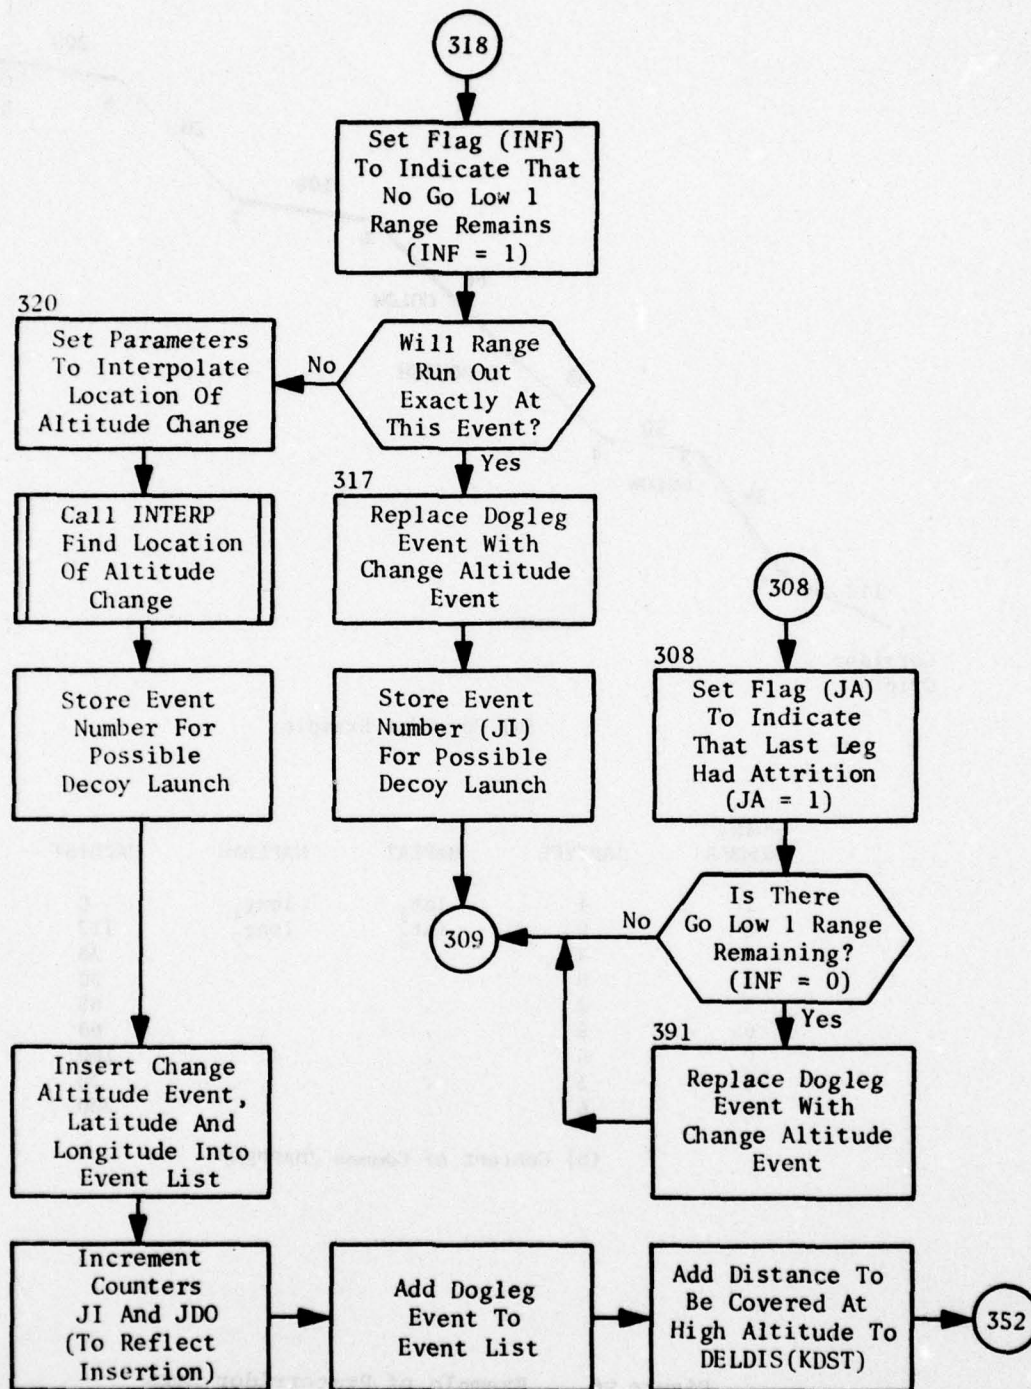 318
Set Flag (INF)
To Indicate That
No Go Low 1
Range Remains
(INF = 1)
320
Set Parameters
To Interpolate
Location Of
Altitude Change
No
Will Range
Run Out
Exactly At
This Event?
Yes
317
Call INTERP
Find Location
Of Altitude
Change
Replace Dogleg
Event With
Change Altitude
Event
308
Store Event
Number For
Possible
Decoy Launch
Store Event
Number (JI)
For Possible
Decoy Launch
308
Set Flag (JA)
To Indicate
That Last Leg
Had Attrition
(JA = 1)
309
No
Is There
Go Low 1 Range
Remaining?
(INF = 0)
Yes
391
Replace Dogleg
Event With
Change Altitude
Event
Insert Change
Altitude Event,
Latitude And
Longitude Into
Event List
Increment
Counters
JI And JDO
(To Reflect
Insertion)
Add Dogleg
Event To
Event List
Add Distance To
Be Covered At
High Altitude To
DELDIS(KDST)
352